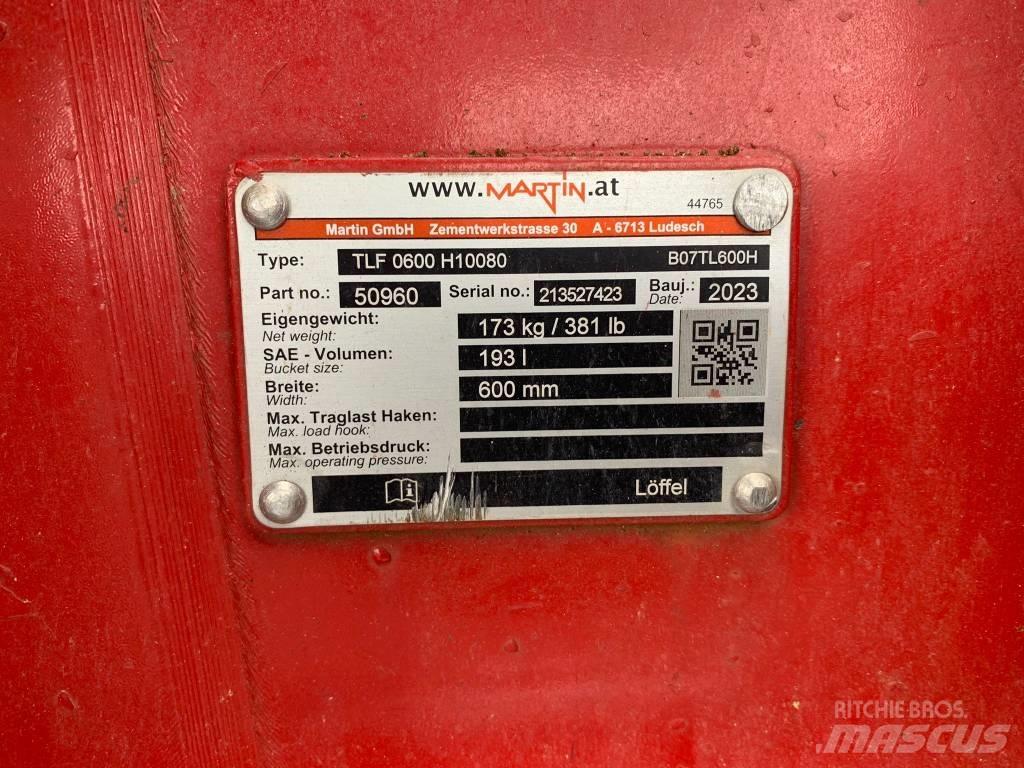 www.MARTIN.at
44765
Martin GmbH Zementwerkstrasse 30 A - 6713 Ludesch
Type: TLF 0600 H10080 B07TL600H
Part no.: 50960 Serial no.: 213527423 Bauj.: 2023
Date:
Eigengewicht: 173 kg / 381 lb
Net weight:
SAE - Volumen: 193 l
Bucket size:
Breite: 600 mm
Width:
Max. Traglast Haken:
Max. load hook:
Max. Betriebsdruck:
Max. operating pressure:
Löffel
RITCHIE BROS.
MASCUS